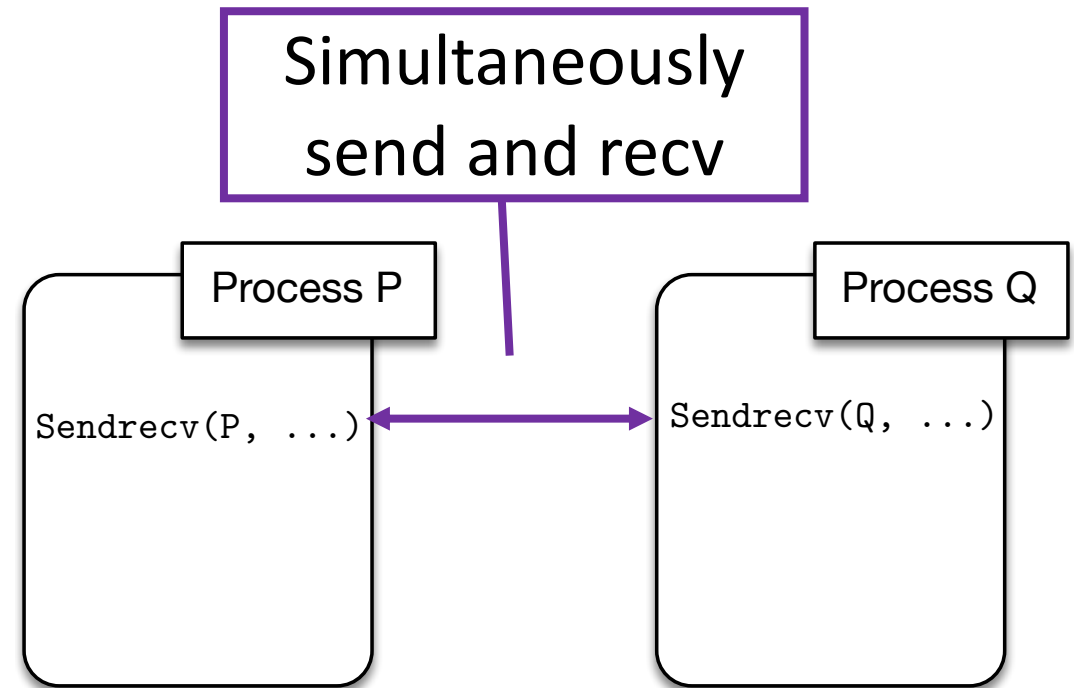 Simultaneously
send and recv
Process P
Process Q
Sendrecv(P, ...)
Sendrecv(Q, ...)